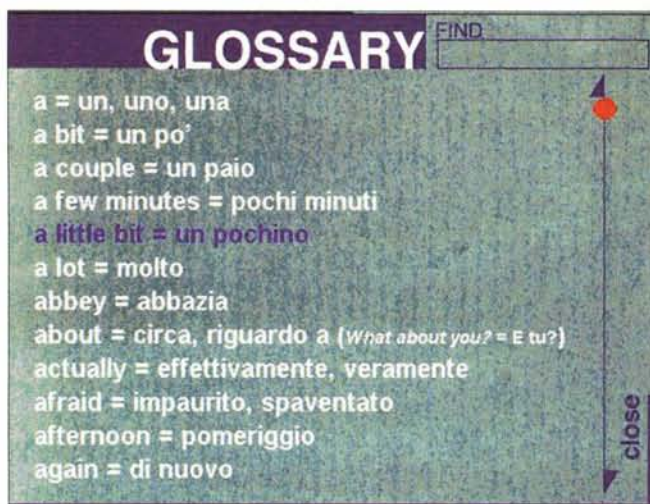 GLOSSARY
FIND
a = un, uno, una
a bit = un po'
a couple = un paio
a few minutes = pochi minuti
a little bit = un pochino
a lot = molto
abbey = abbazia
about = circa, riguardo a (What about you? = E tu?)
actually = effettivamente, veramente
afraid = impaurito, spaventato
afternoon = pomeriggio
again = di nuovo
close